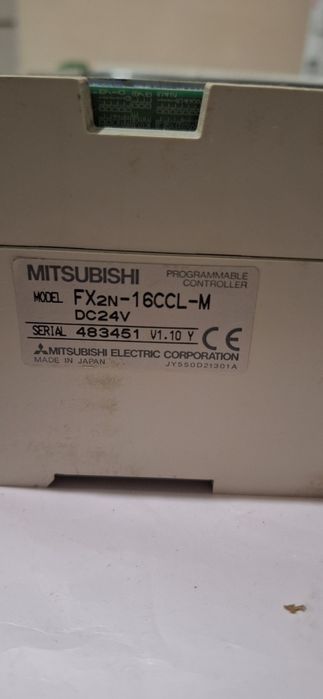 MITSUBISHI PROGRAMMABLE CONTROLLER
MODEL FX2N-16CCL-M
DC24V
SERIAL 483451 V1.10 Y CE
MITSUBISHI ELECTRIC CORPORATION
MADE IN JAPAN JY550D21301A